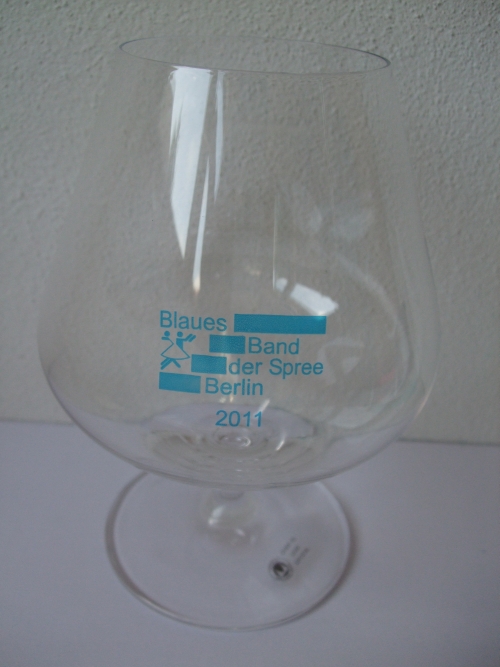 Blaues
Band
der Spree
Berlin
2011